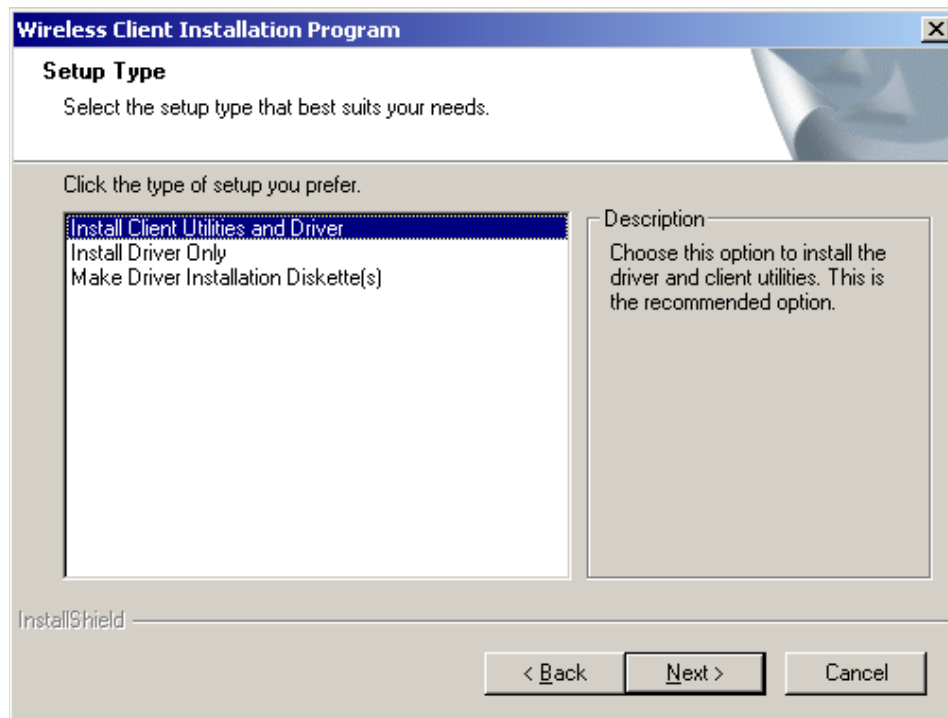 Wireless Client Installation Program
Setup Type
Select the setup type that best suits your needs.
Click the type of setup you prefer.
Install Client Utilities and Driver
Install Driver Only
Make Driver Installation Diskette(s)
Description
Choose this option to install the
driver and client utilities. This is
the recommended option.
InstallShield
< Back
Next >
Cancel